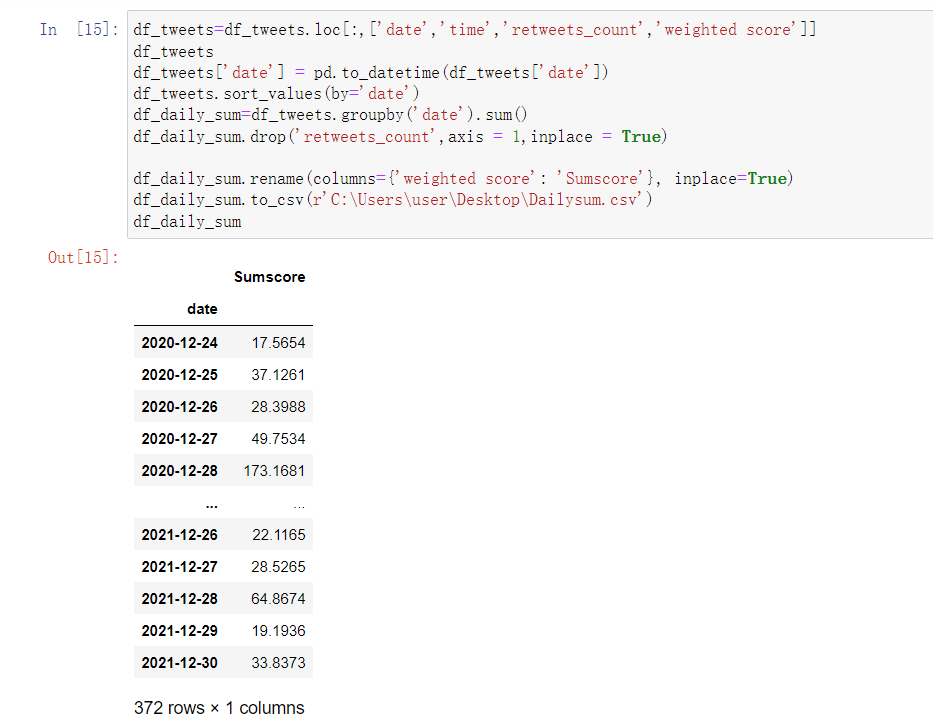 In [15]: df_tweets=df_tweets.loc[:,['date','time','retweets_count','weighted score']]
df_tweets
df_tweets['date'] = pd.to_datetime(df_tweets['date'])
df_tweets.sort_values(by='date')
df_daily_sum=df_tweets.groupby('date').sum()
df_daily_sum.drop('retweets_count',axis = 1,inplace = True)
df_daily_sum.rename(columns={'weighted score': 'Sumscore'}, inplace=True)
df_daily_sum.to_csv(r'C:\Users\user\Desktop\Dailysum.csv')
df_daily_sum
Out[15]:
Sumscore
date
2020-12-24 17.5654
2020-12-25 37.1261
2020-12-26 28.3988
2020-12-27 49.7534
2020-12-28 173.1681
... ...
2021-12-26 22.1165
2021-12-27 28.5265
2021-12-28 64.8674
2021-12-29 19.1936
2021-12-30 33.8373
372 rows × 1 columns